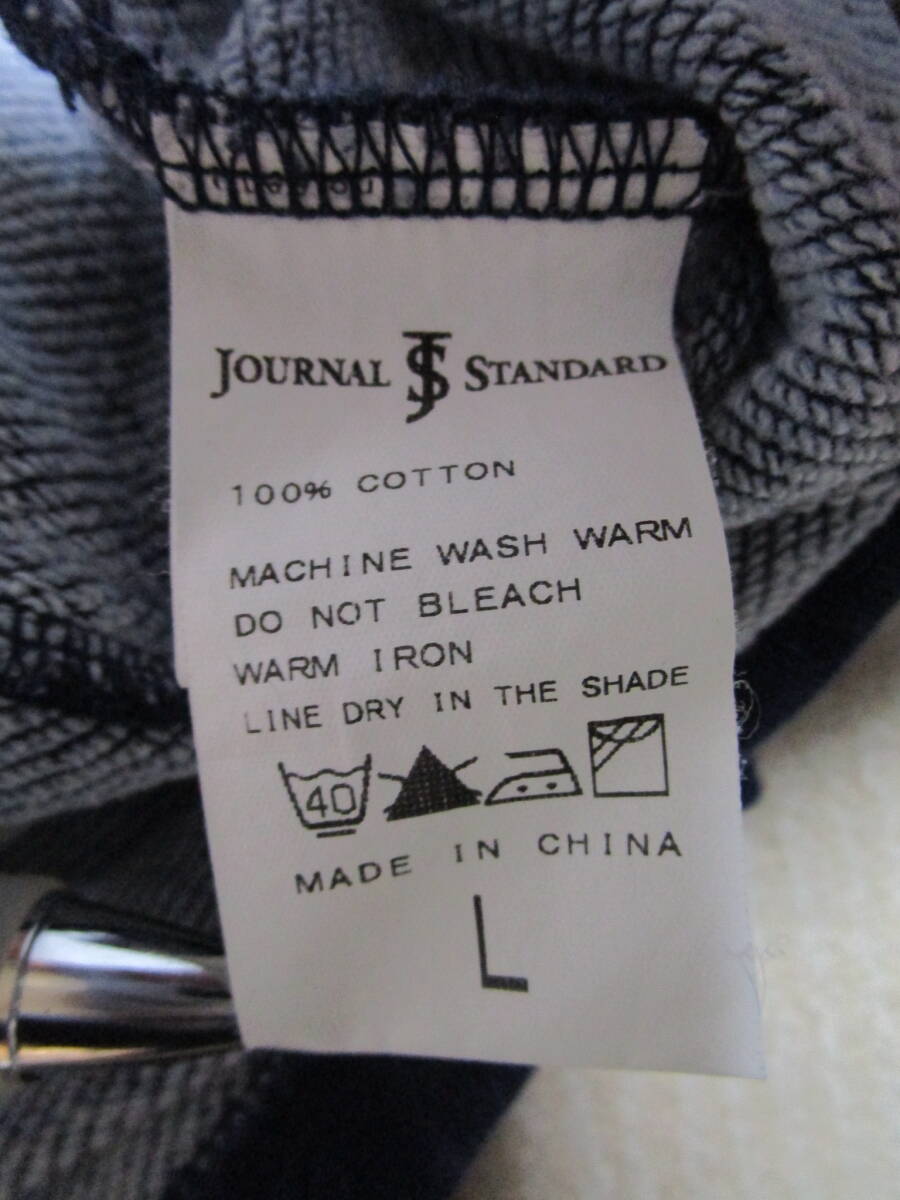 JOURNAL JS STANDARD
100% COTTON
MACHINE WASH WARM
DO NOT BLEACH
WARM IRON
LINE DRY IN THE SHADE
40
MADE IN CHINA
L